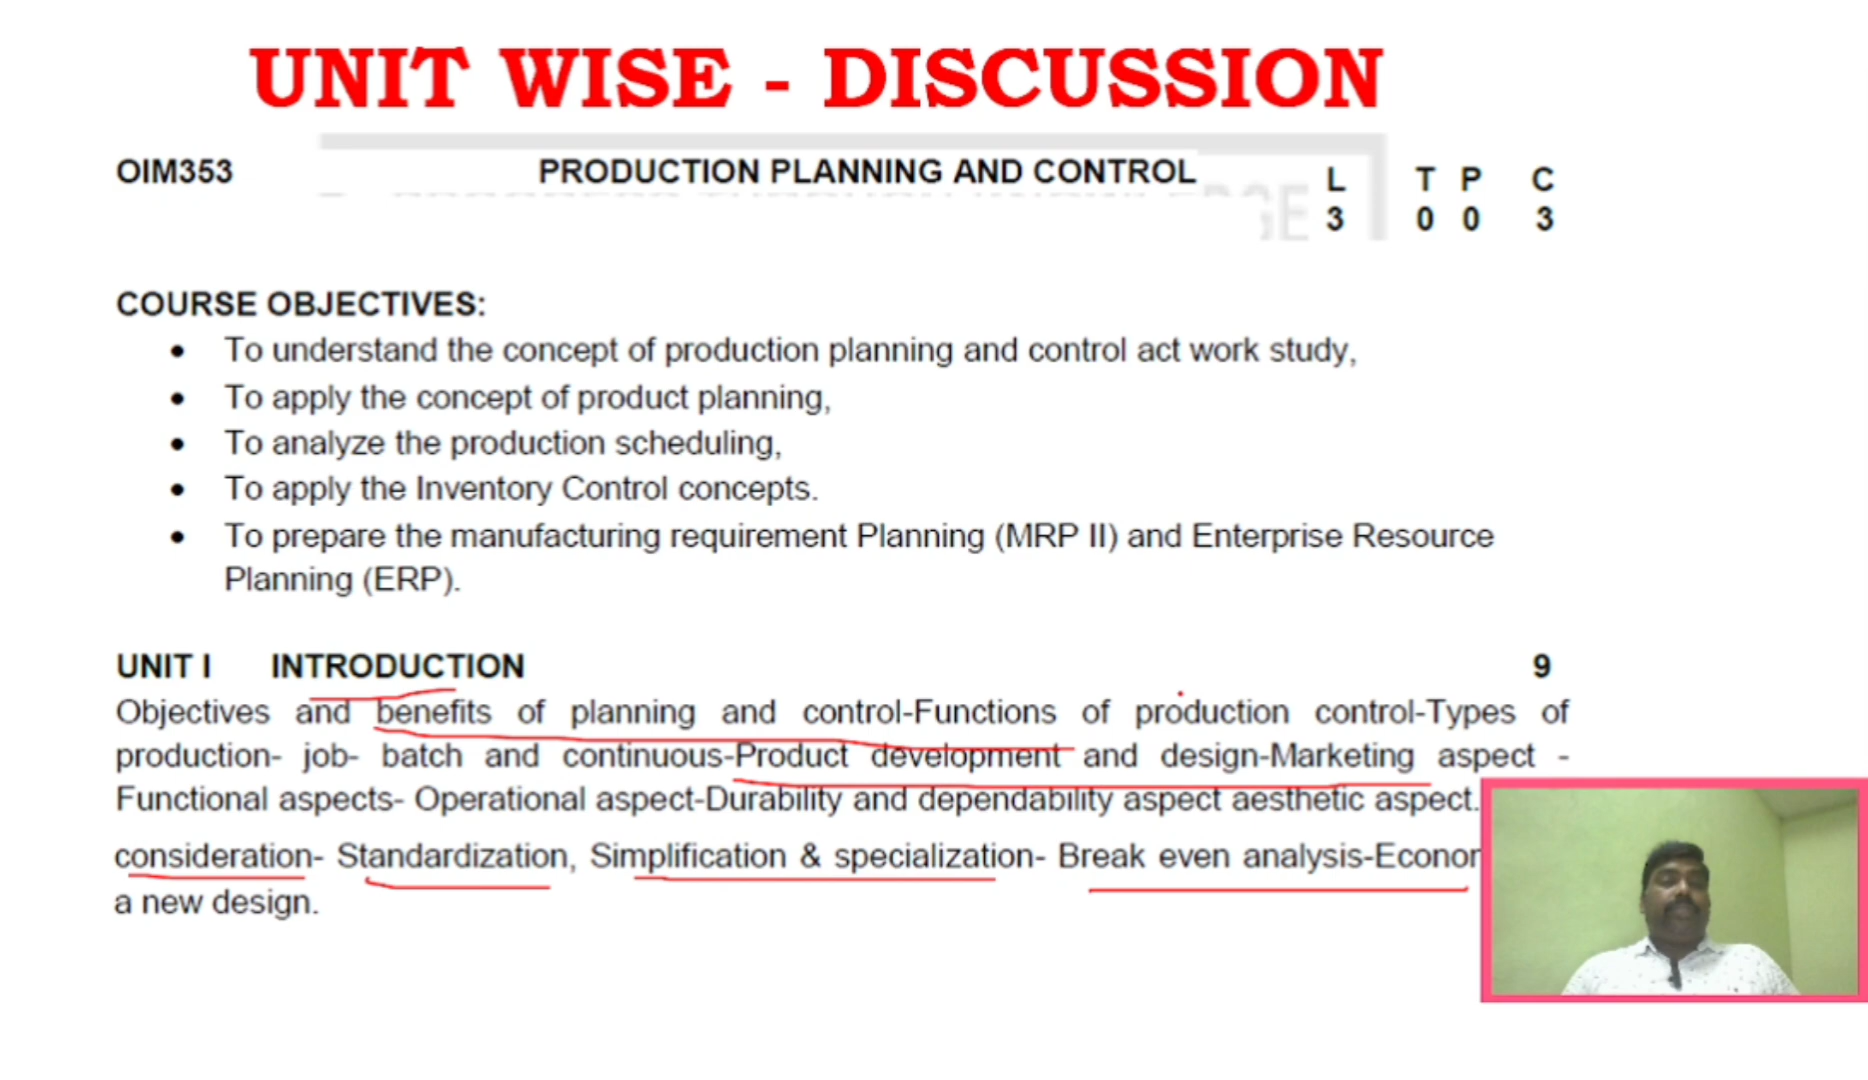 UNIT WISE - DISCUSSION
OIM353 PRODUCTION PLANNING AND CONTROL L T P C
3 0 0 3
COURSE OBJECTIVES:
• To understand the concept of production planning and control act work study,
• To apply the concept of product planning,
• To analyze the production scheduling,
• To apply the Inventory Control concepts.
• To prepare the manufacturing requirement Planning (MRP II) and Enterprise Resource
Planning (ERP).
UNIT I INTRODUCTION 9
Objectives and benefits of planning and control-Functions of production control-Types of
production- job- batch and continuous-Product development and design-Marketing aspect -
Functional aspects- Operational aspect-Durability and dependability aspect aesthetic aspect.
consideration- Standardization, Simplification & specialization- Break even analysis-Econor
a new design.